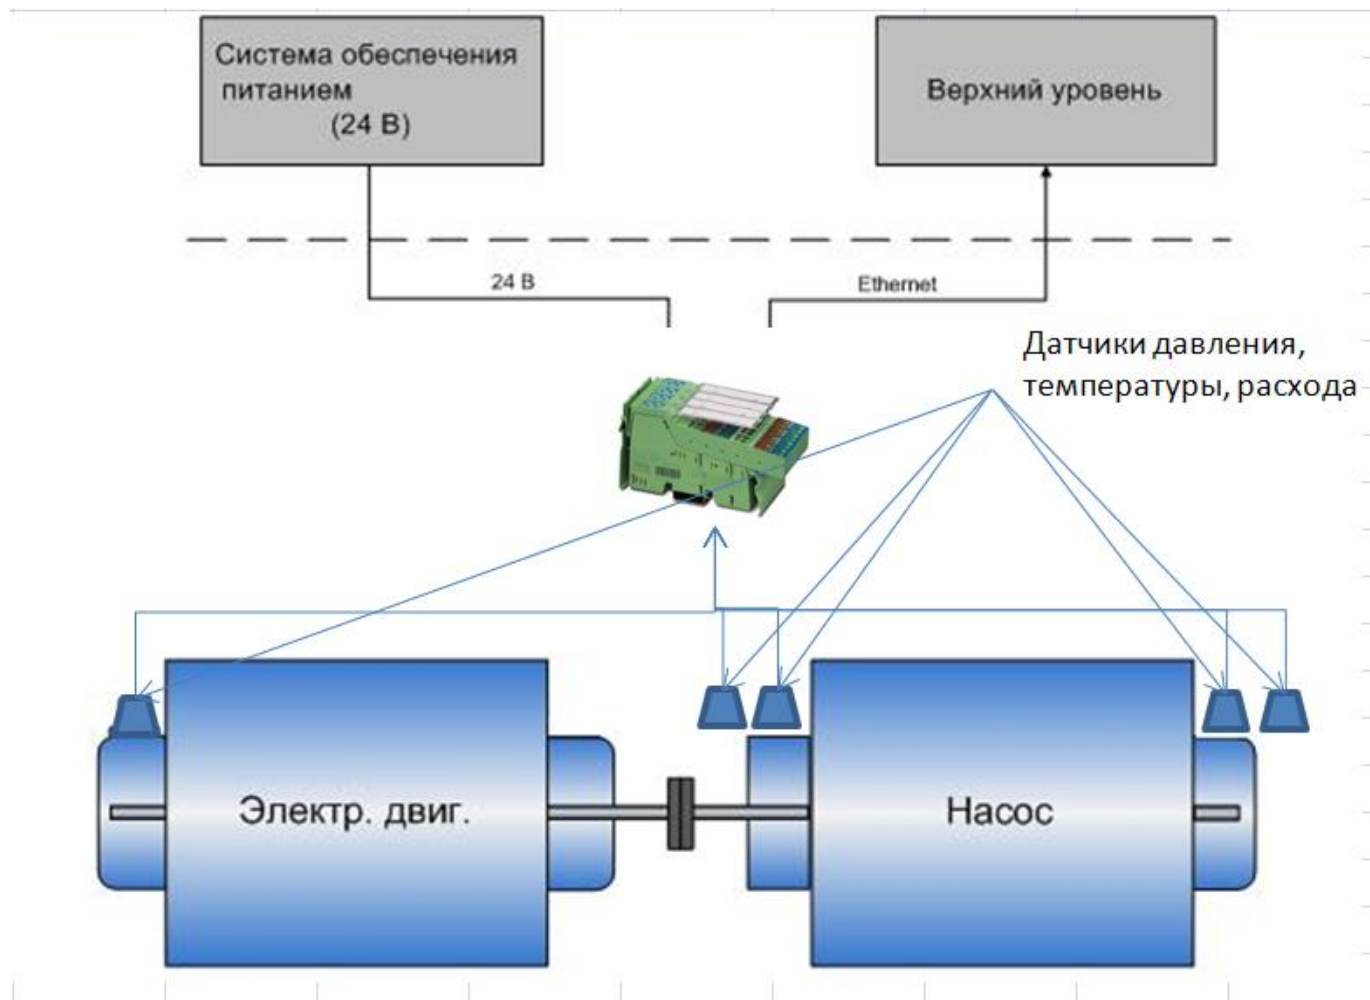 Система обеспечения
питанием
(24 В)
Верхний уровень
24 В
Ethernet
Датчики давления,
температуры, расхода
Электр. двиг.
Насос